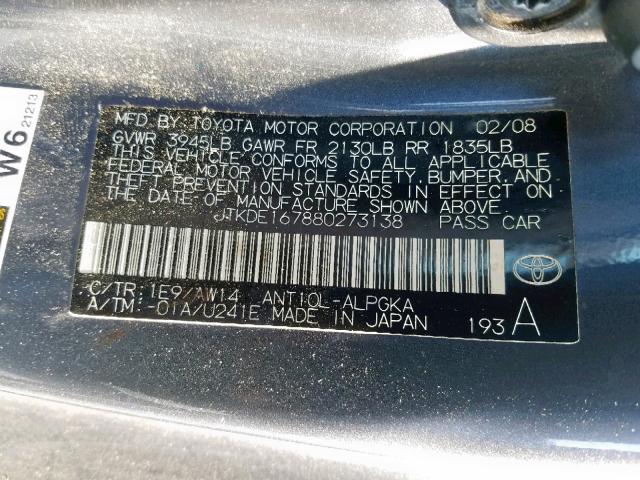 W6
21213
MFD. BY: TOYOTA MOTOR CORPORATION 02/08
GVWR 3945LB GAWR FR 2130LB RR 1835LB
THIS VEHICLE CONFORMS TO ALL APPLICABLE
FEDERAL MOTOR VEHICLE SAFETY, BUMPER, AND
THEFT PREVENTION STANDARDS IN EFFECT ON
THE DATE OF MANUFACTURE SHOWN ABOVE.
JTKDE167880273138 PASS CAR
C/TR: 1E9/AW14 ANT10L-ALPGKA
A/TM: -01A/U241E MADE IN JAPAN 193 A